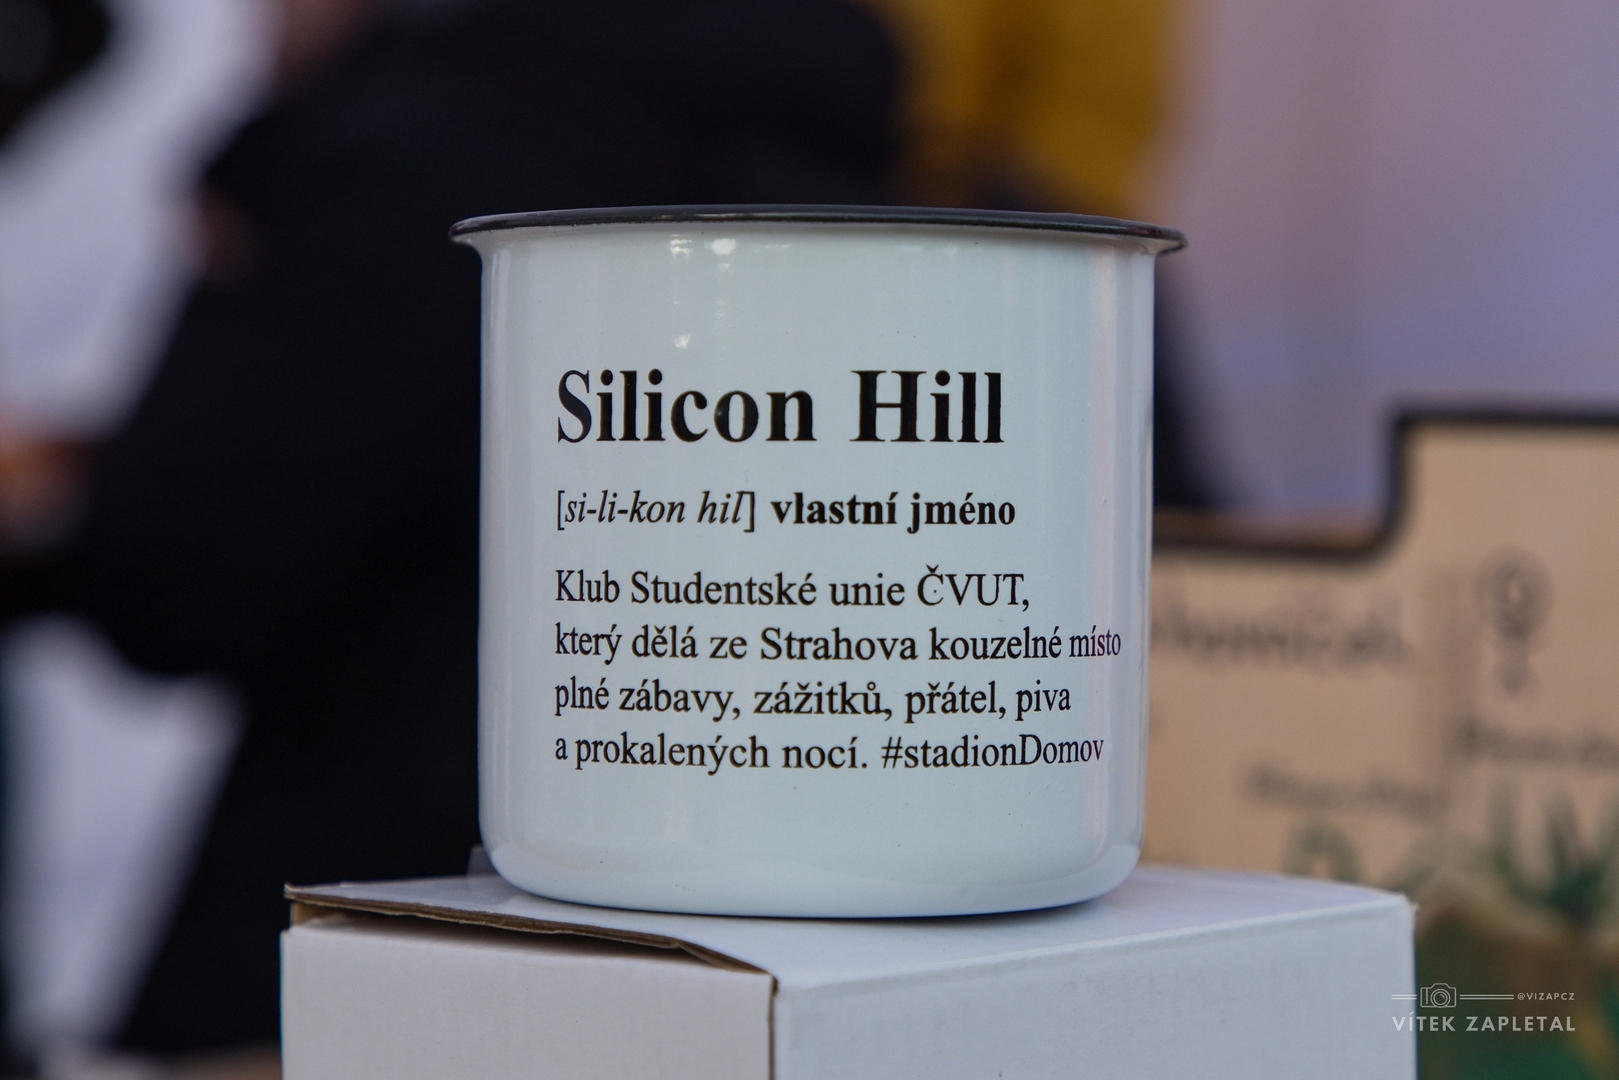 Silicon Hill
[si-li-kon hil] vlastní jméno
Klub Studentské unie ČVUT,
který dělá ze Strahova kouzelné místo
plné zábavy, zážitků, přátel, piva
a prokalených nocí. #stadionDomov
@VIZAPCZ
VÍTEK ZAPLETAL